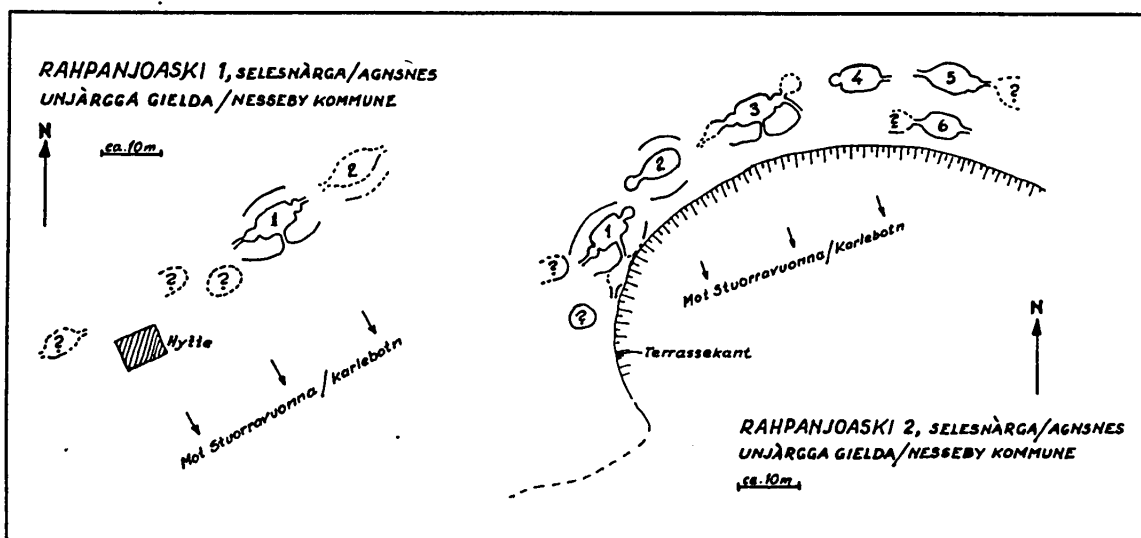 RAHPANJOASKI 1, SELESNÀRGA/AGNSNES
UNJÀRGGA GIELDA/NESSEBY KOMMUNE
N
ca.10m
2
1
?
?
?
Hytte
Mot Stuorravuonna/Karlebotn
4
5
?
3
?
6
2
1
?
?
Mot Stuorravuonna/Karlebotn
N
Terrassekant
RAHPANJOASKI 2, SELESNÀRGA/AGNSNES
UNJÀRGGA GIELDA/NESSEBY KOMMUNE
ca.10m